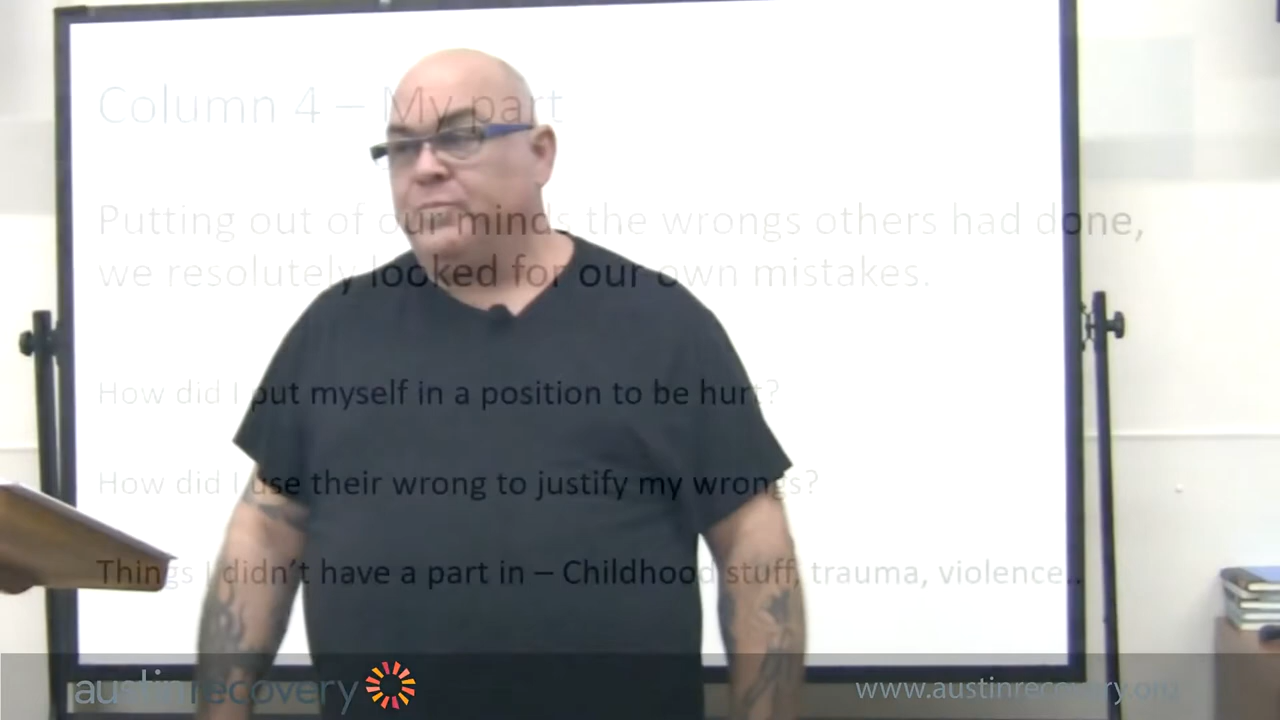 Column 4 – My part
Putting out of our minds the wrongs others had done,
we resolutely looked for our own mistakes.
How did I put myself in a position to be hurt?
How did I use their wrong to justify my wrongs?
Things I didn't have a part in – Childhood stuff, trauma, violence..
austinrecovery
www.austinrecovery.org